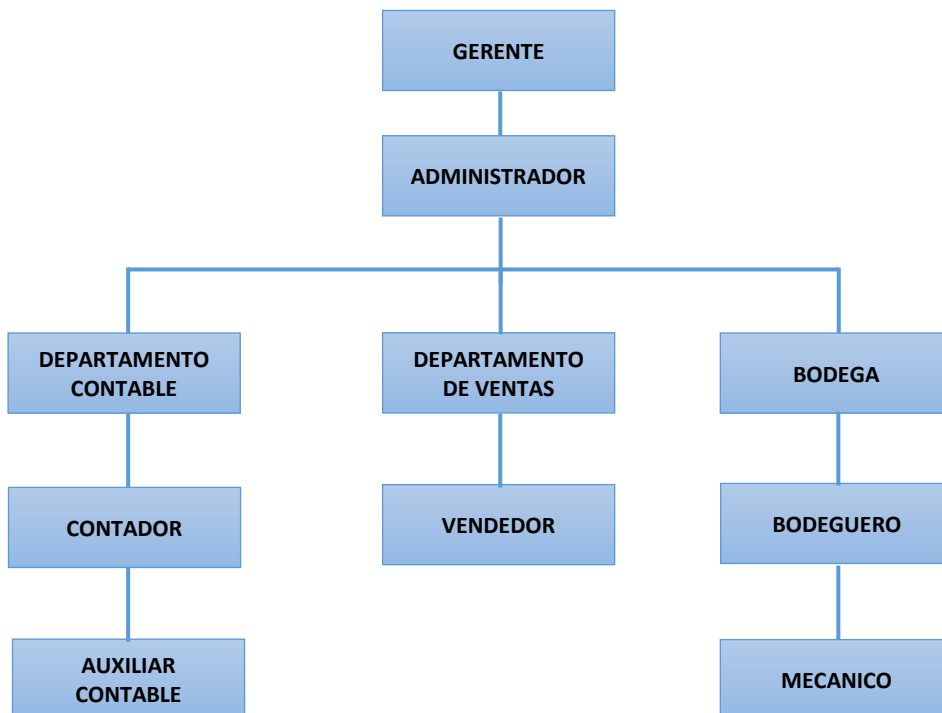 GERENTE
ADMINISTRADOR
DEPARTAMENTO
CONTABLE
DEPARTAMENTO
DE VENTAS
BODEGA
CONTADOR
VENDEDOR
BODEGUERO
AUXILIAR
CONTABLE
MECANICO